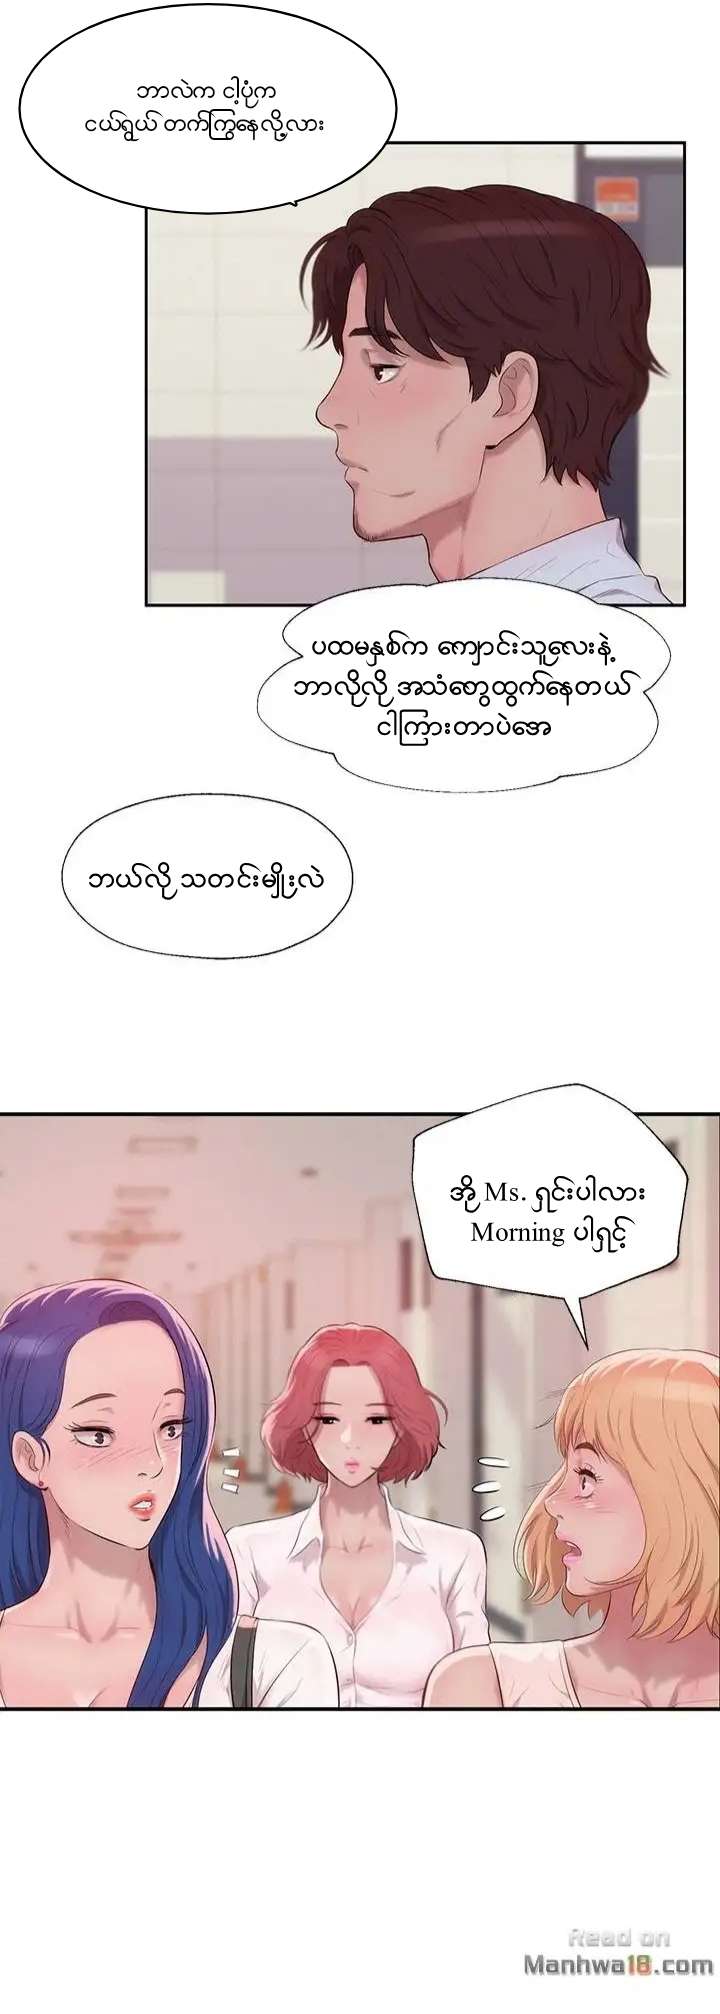 ဘာလဲက ငါ့ပုံက
ငယ်ရွယ် တက်ကြွနေလို့လား
ပထမနှစ်က ကျောင်းသူလေးနဲ့
ဘာလိုလို အသံတွေထွက်နေတယ်
ငါကြားတာပဲအေ
ဘယ်လို သတင်းမျိုးလဲ
အို Ms. ရှင်းပါလား
Morning ပါရှင့်
Read on
Manhwa18.com